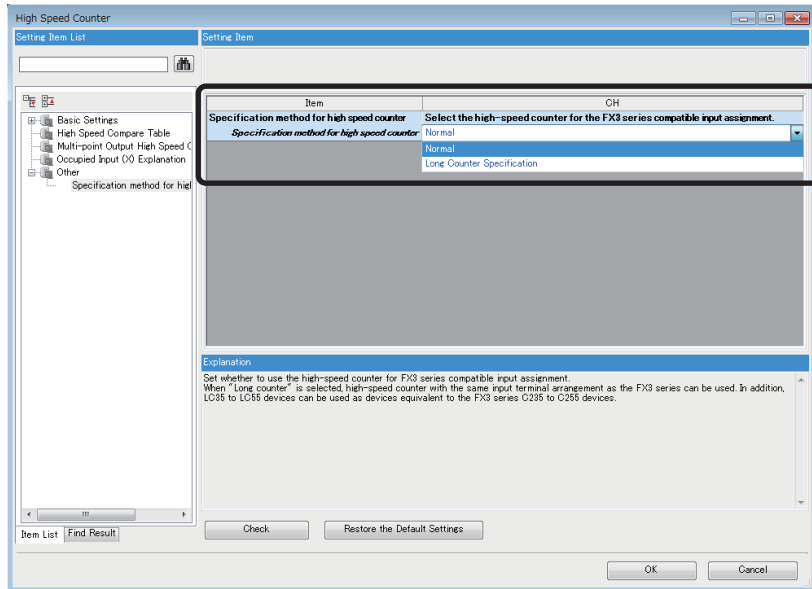 High Speed Counter
Setting Item List
Setting Item
Item
CH
Specification method for high speed counter
Select the high-speed counter for the FX3 series compatible input assignment.
Specification method for high speed counter
Normal
Normal
Long Counter Specification
Basic Settings
High Speed Compare Table
Multi-point Output High Speed C
Occupied Input (X) Explanation
Other
Specification method for higl
Explanation
Set whether to use the high-speed counter for FX3 series compatible input assignment.
When "Long counter" is selected, high-speed counter with the same input terminal arrangement as the FX3 series can be used. In addition,
LC35 to LC55 devices can be used as devices equivalent to the FX3 series C235 to C255 devices.
Item List
Find Result
Check
Restore the Default Settings
OK
Cancel